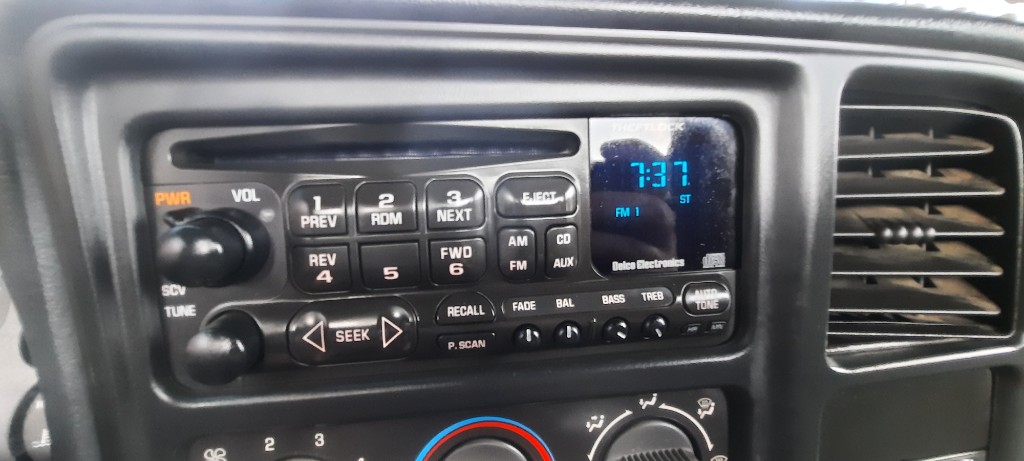 THEFTLOCK
7:37
ST
FM 1
Delco Electronics
PWR VOL
1 PREV
2 RDM
3 NEXT
EJECT
REV 4
5
FWD 6
AM FM
CD AUX
SCV
TUNE
SEEK
RECALL
P.SCAN
FADE BAL BASS TREB
AUTO TONE
HR MN
2 3